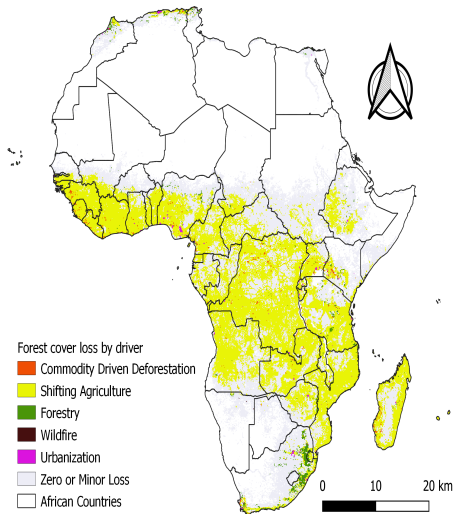 Forest cover loss by driver
Commodity Driven Deforestation
Shifting Agriculture
Forestry
Wildfire
Urbanization
Zero or Minor Loss
African Countries
0 10 20 km